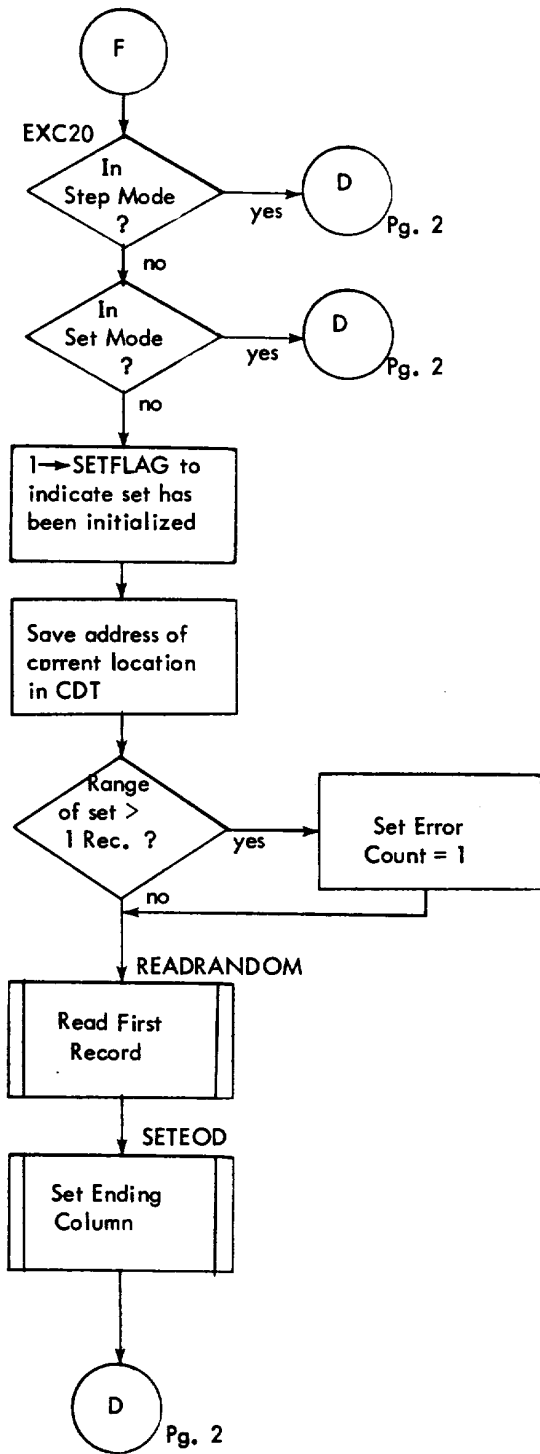 F
EXC20
In
Step Mode
?
yes
D
Pg. 2
no
In
Set Mode
?
yes
D
Pg. 2
no
1→SETFLAG to
indicate set has
been initialized
Save address of
current location
in CDT
Range
of set >
1 Rec. ?
yes
Set Error
Count = 1
no
READRANDOM
Read First
Record
SETEOD
Set Ending
Column
D
Pg. 2